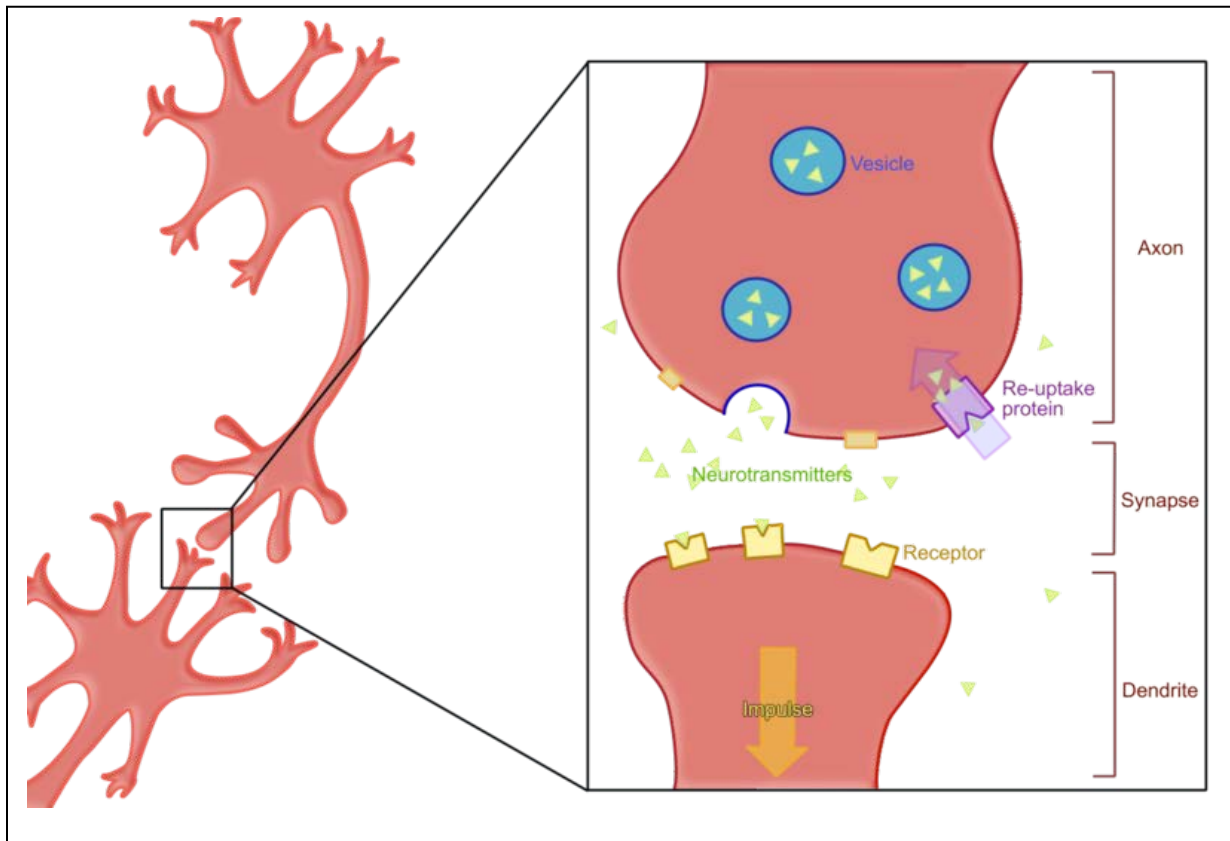 Vesicle
Axon
Re-uptake
protein
Neurotransmitters
Synapse
Receptor
Dendrite
Impulse